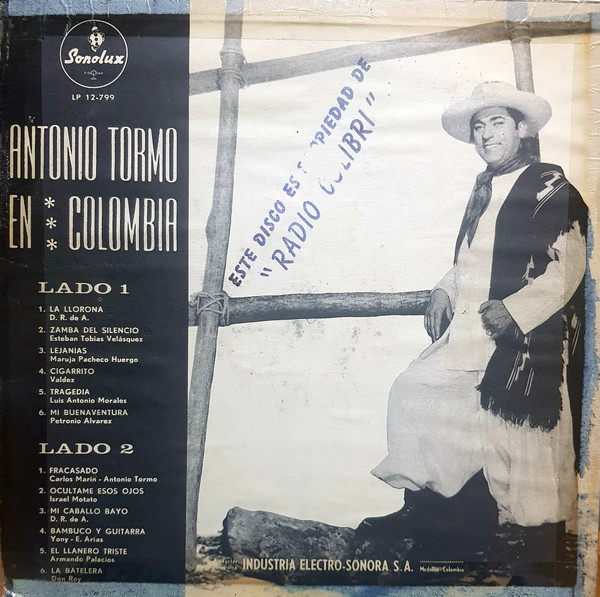 Sonolux
LP 12-799
ANTONIO TORMO
EN COLOMBIA
LADO 1
1. LA LLORONA
D. R. de A.
2. ZAMBA DEL SILENCIO
Esteban Tobias Velásquez
3. LEJANIAS
Maruja Pacheco Huergo
4. CIGARRITO
Valdez
5. TRAGEDIA
Luis Antonio Morales
6. MI BUENAVENTURA
Petronio Alvarez
LADO 2
1. FRACASADO
Carlos Marín - Antonio Tormo
2. OCULTAME ESOS OJOS
Israel Motato
3. MI CABALLO BAYO
D. R. de A.
4. BAMBUCO Y GUITARRA
Yony - E. Arias
5. EL LLANERO TRISTE
Armando Palacios
6. LA BATELERA
Don Roy
ESTE DISCO ES PIEDAD DE
"RADIO LIBRI"
INDUSTRIA ELECTRO-SONORA S. A.
Medellín-Colombia